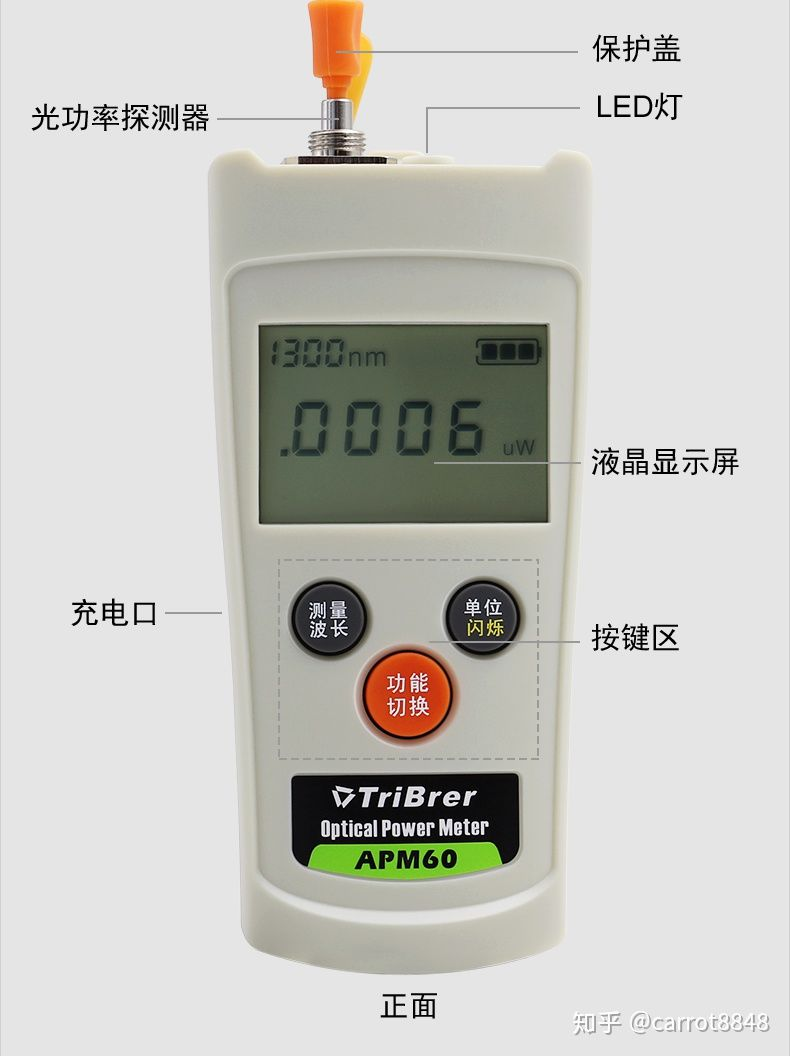 保护盖
光功率探测器
LED灯
1300nm
.0006
uW
液晶显示屏
充电口
测量
波长
单位
闪烁
按键区
功能
切换
TriBrer
Optical Power Meter
APM60
正面
知乎 @carrot8848